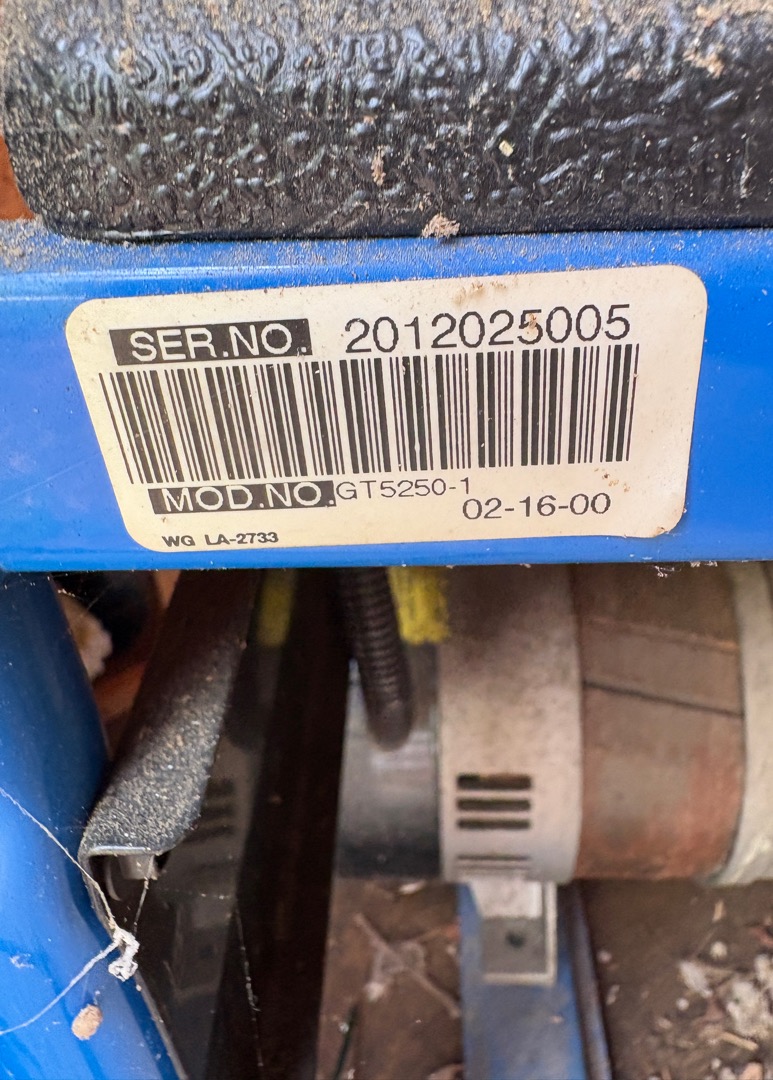 SER.NO. 2012025005
MOD.NO. GT5250-1
02-16-00
WG LA-2733